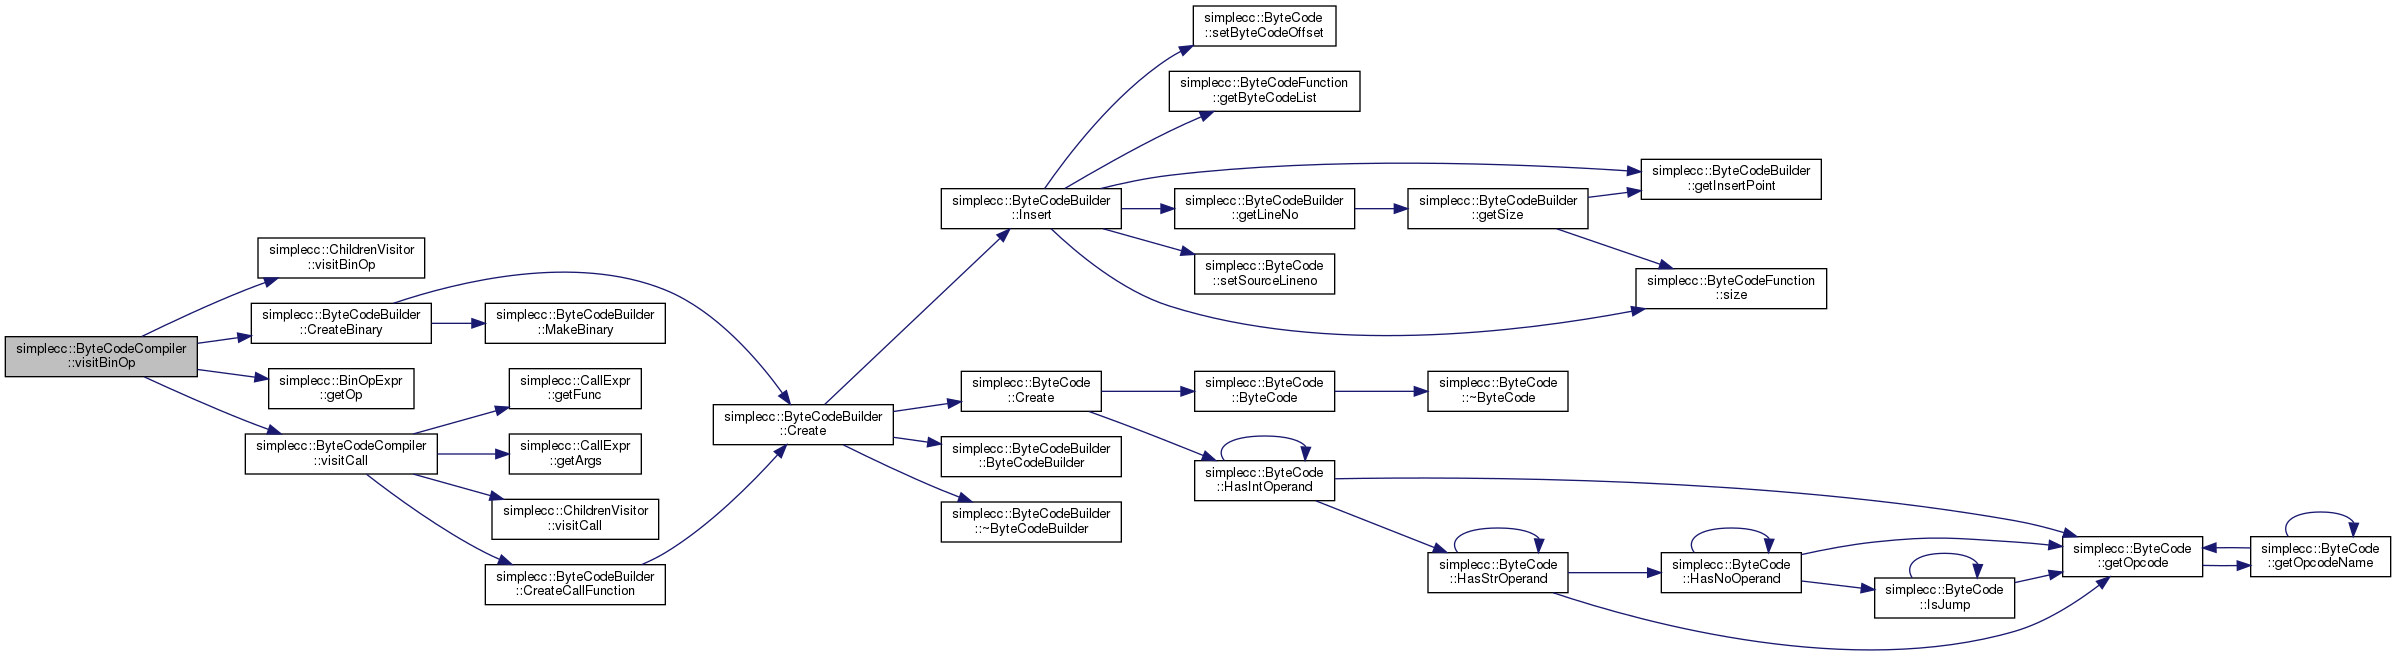 simplecc::ByteCodeCompiler
::visitBinOp
simplecc::ChildrenVisitor
::visitBinOp
simplecc::ByteCodeBuilder
::CreateBinary
simplecc::BinOpExpr
::getOp
simplecc::ByteCodeCompiler
::visitCall
simplecc::ByteCodeBuilder
::MakeBinary
simplecc::CallExpr
::getFunc
simplecc::CallExpr
::getArgs
simplecc::ChildrenVisitor
::visitCall
simplecc::ByteCodeBuilder
::CreateCallFunction
simplecc::ByteCodeBuilder
::Create
simplecc::ByteCodeBuilder
::Insert
simplecc::ByteCode
::Create
simplecc::ByteCodeBuilder
::ByteCodeBuilder
simplecc::ByteCodeBuilder
::~ByteCodeBuilder
simplecc::ByteCode
::setByteCodeOffset
simplecc::ByteCodeFunction
::getByteCodeList
simplecc::ByteCodeBuilder
::getLineNo
simplecc::ByteCode
::setSourceLineno
simplecc::ByteCode
::ByteCode
simplecc::ByteCode
::HasIntOperand
simplecc::ByteCodeBuilder
::getSize
simplecc::ByteCode
::~ByteCode
simplecc::ByteCode
::HasStrOperand
simplecc::ByteCodeBuilder
::getInsertPoint
simplecc::ByteCodeFunction
::size
simplecc::ByteCode
::HasNoOperand
simplecc::ByteCode
::IsJump
simplecc::ByteCode
::getOpcode
simplecc::ByteCode
::getOpcodeName